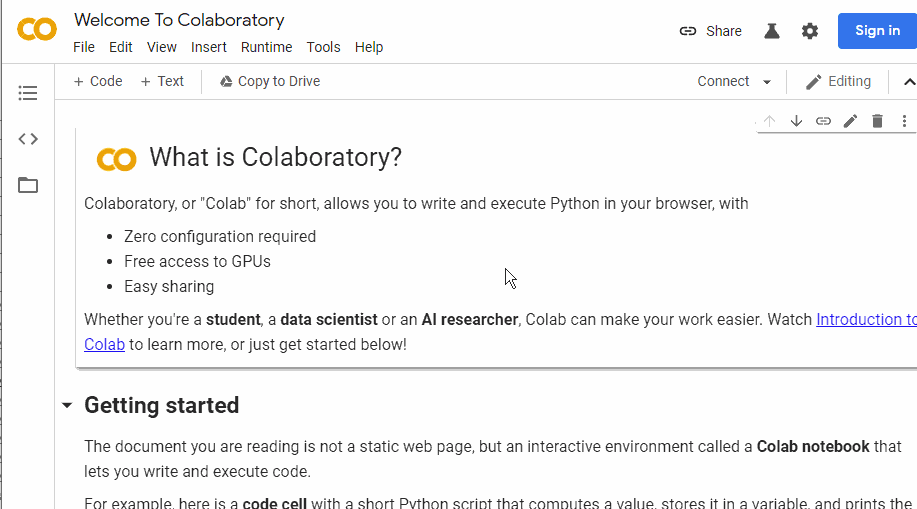 Welcome To Colaboratory
File Edit View Insert Runtime Tools Help
Share
Sign in
+ Code + Text Copy to Drive
Connect
Editing
What is Colaboratory?
Colaboratory, or "Colab" for short, allows you to write and execute Python in your browser, with
• Zero configuration required
• Free access to GPUs
• Easy sharing
Whether you're a student, a data scientist or an AI researcher, Colab can make your work easier. Watch Introduction to
Colab to learn more, or just get started below!
Getting started
The document you are reading is not a static web page, but an interactive environment called a Colab notebook that
lets you write and execute code.
For example, here is a code cell with a short Python script that computes a value, stores it in a variable, and prints the